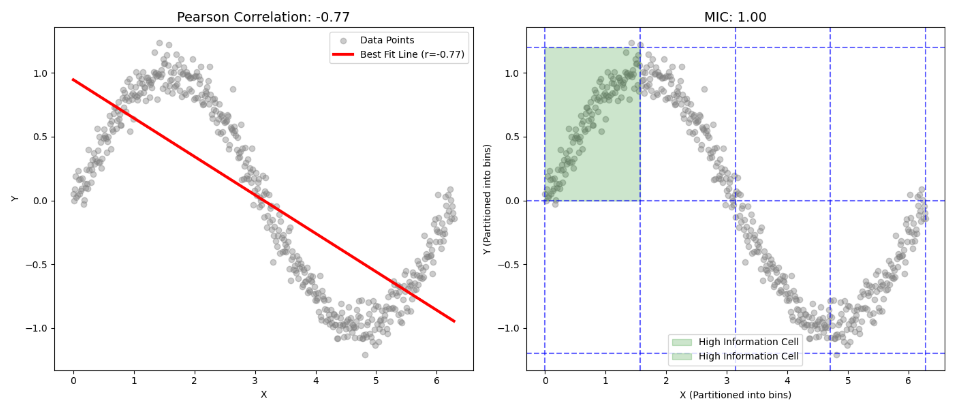 Pearson Correlation: -0.77
Data Points
Best Fit Line (r=-0.77)
1.0
0.5
0.0
−0.5
−1.0
Y
0 1 2 3 4 5 6
X
MIC: 1.00
1.0
0.5
0.0
−0.5
−1.0
Y (Partitioned into bins)
High Information Cell
High Information Cell
0 1 2 3 4 5 6
X (Partitioned into bins)